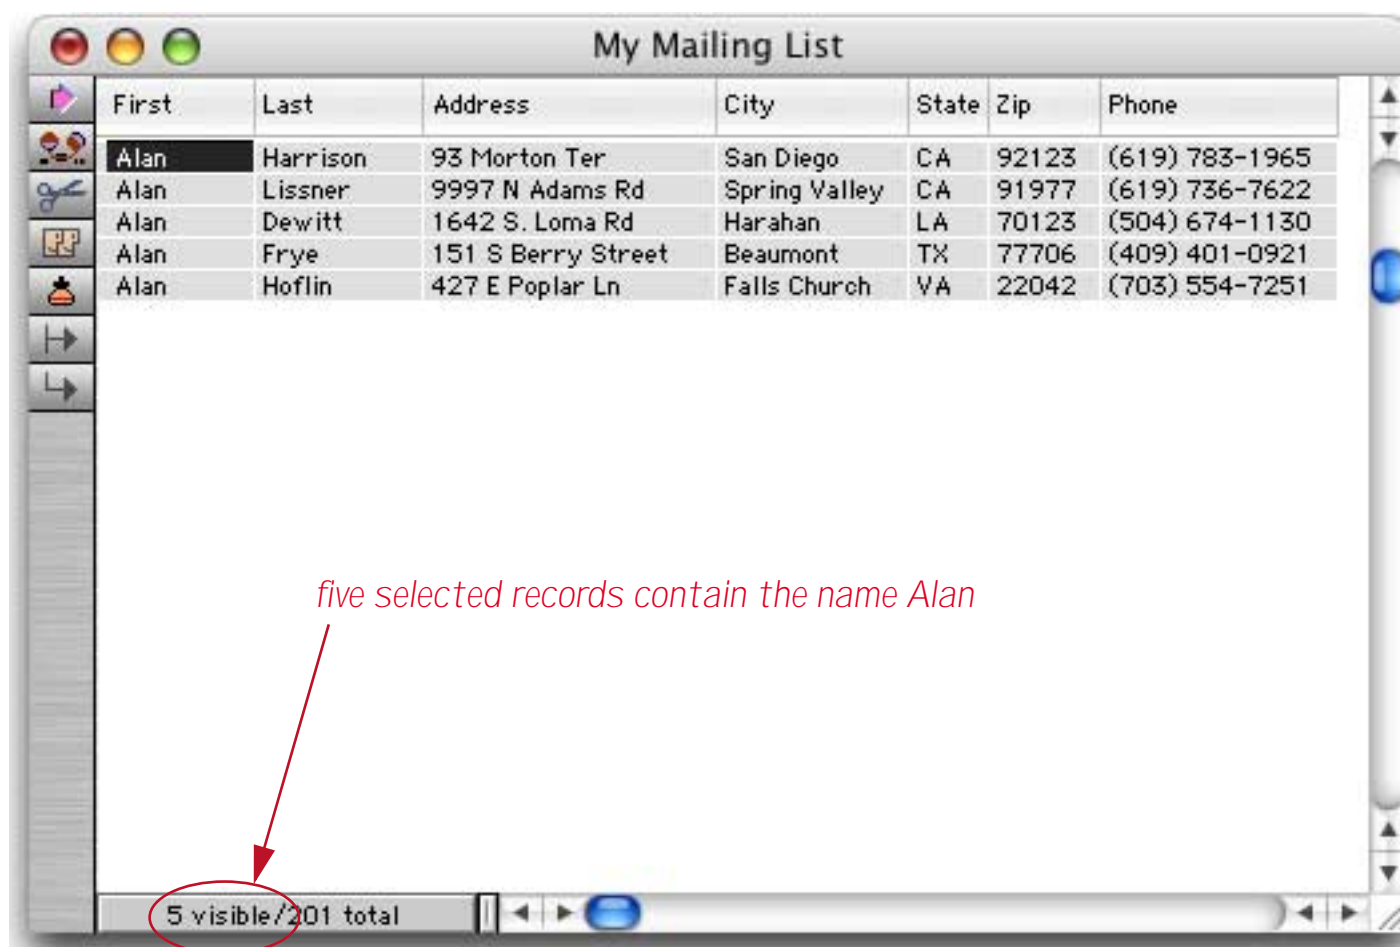 My Mailing List
First Last Address City State Zip Phone
Alan Harrison 93 Morton Ter San Diego CA 92123 (619) 783-1965
Alan Lissner 9997 N Adams Rd Spring Valley CA 91977 (619) 736-7622
Alan Dewitt 1642 S. Loma Rd Harahan LA 70123 (504) 674-1130
Alan Frye 151 S Berry Street Beaumont TX 77706 (409) 401-0921
Alan Hoflin 427 E Poplar Ln Falls Church VA 22042 (703) 554-7251
five selected records contain the name Alan
5 visible/201 total